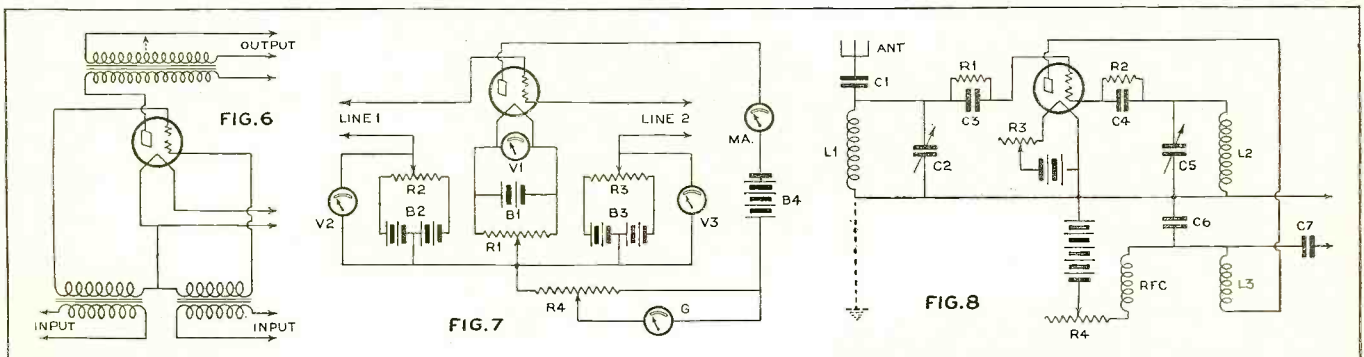 OUTPUT
FIG.6
INPUT
INPUT
LINE 1
LINE 2
V1
MA.
R2
R3
V2
B2
B1
B3
V3
B4
R1
R4
G
FIG.7
ANT
C1
R1
R2
C3
C4
R3
L1
C2
C5
L2
C6
C7
RFC
L3
R4
FIG.8